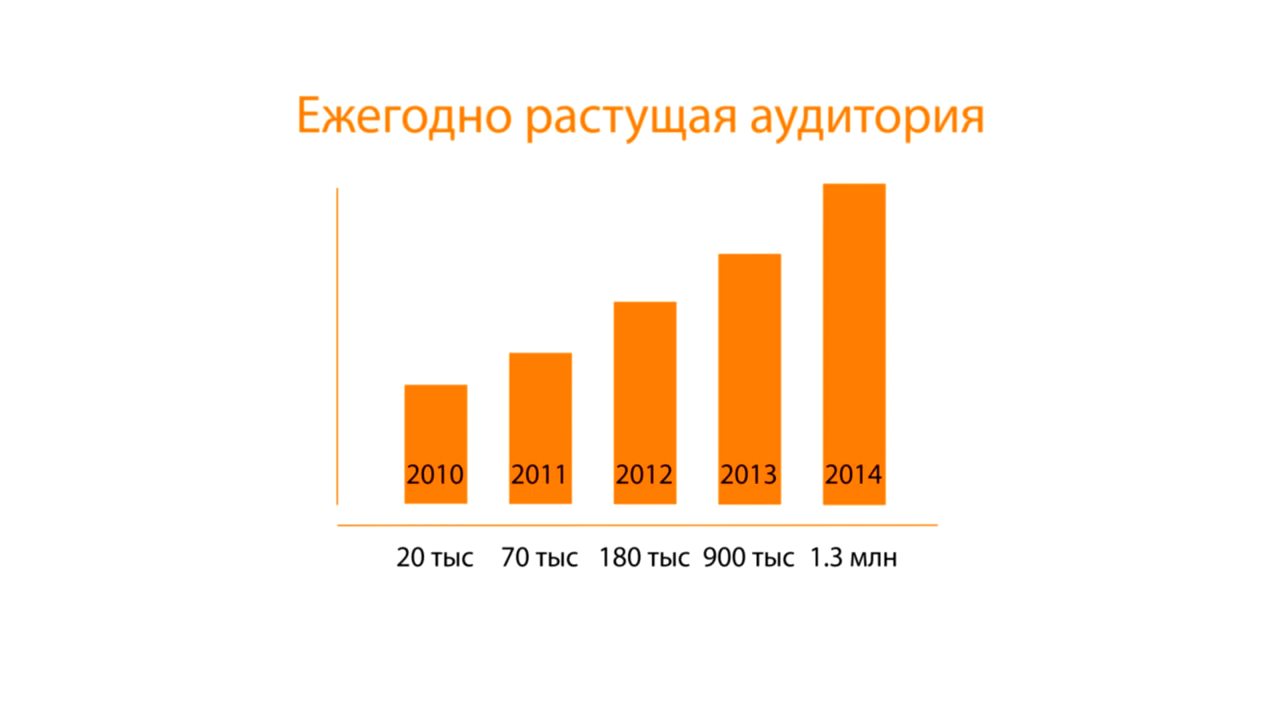 Ежегодно растущая аудитория
2010 2011 2012 2013 2014
20 тыс 70 тыс 180 тыс 900 тыс 1.3 млн